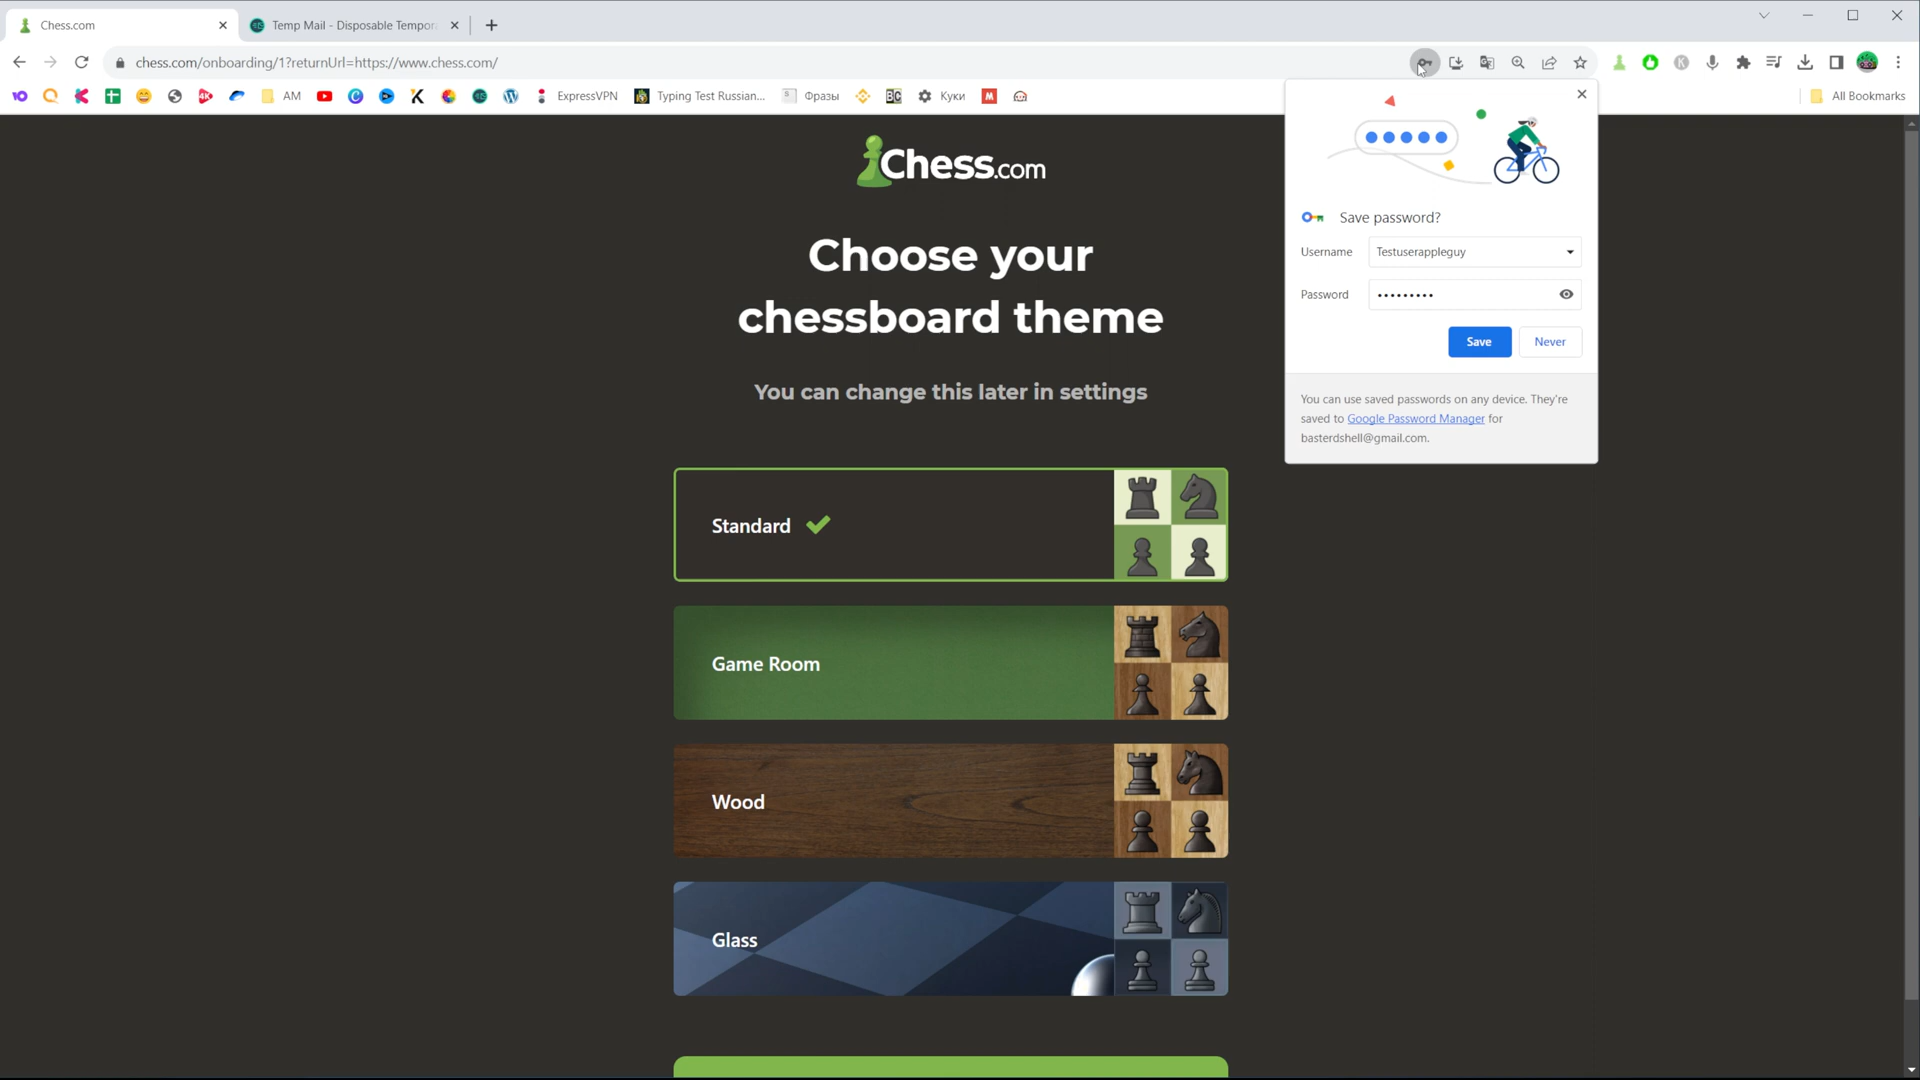 Chess.com
Temp Mail - Disposable Tempor
chess.com/onboarding/1?returnUrl=https://www.chess.com/
AM
ExpressVPN
Typing Test Russian...
Фразы
Куки
All Bookmarks
Chess.com
Choose your
chessboard theme
You can change this later in settings
Save password?
Username Testuserappleguy
Password •••••••••
Save Never
You can use saved passwords on any device. They're
saved to Google Password Manager for
basterdshell@gmail.com.
Standard
Game Room
Wood
Glass